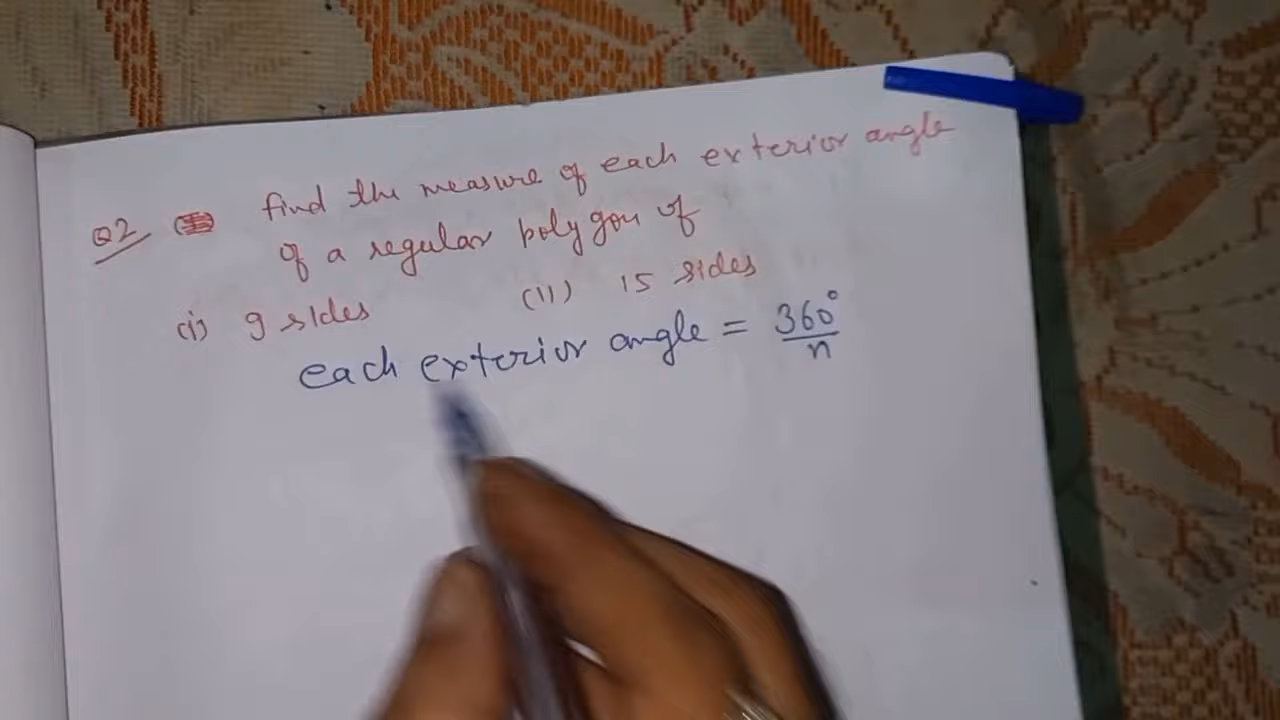 Q2 find the measure of each exterior angle
of a regular polygon of
(i) 9 sides (11) 15 sides
each exterior angle = 360°/n